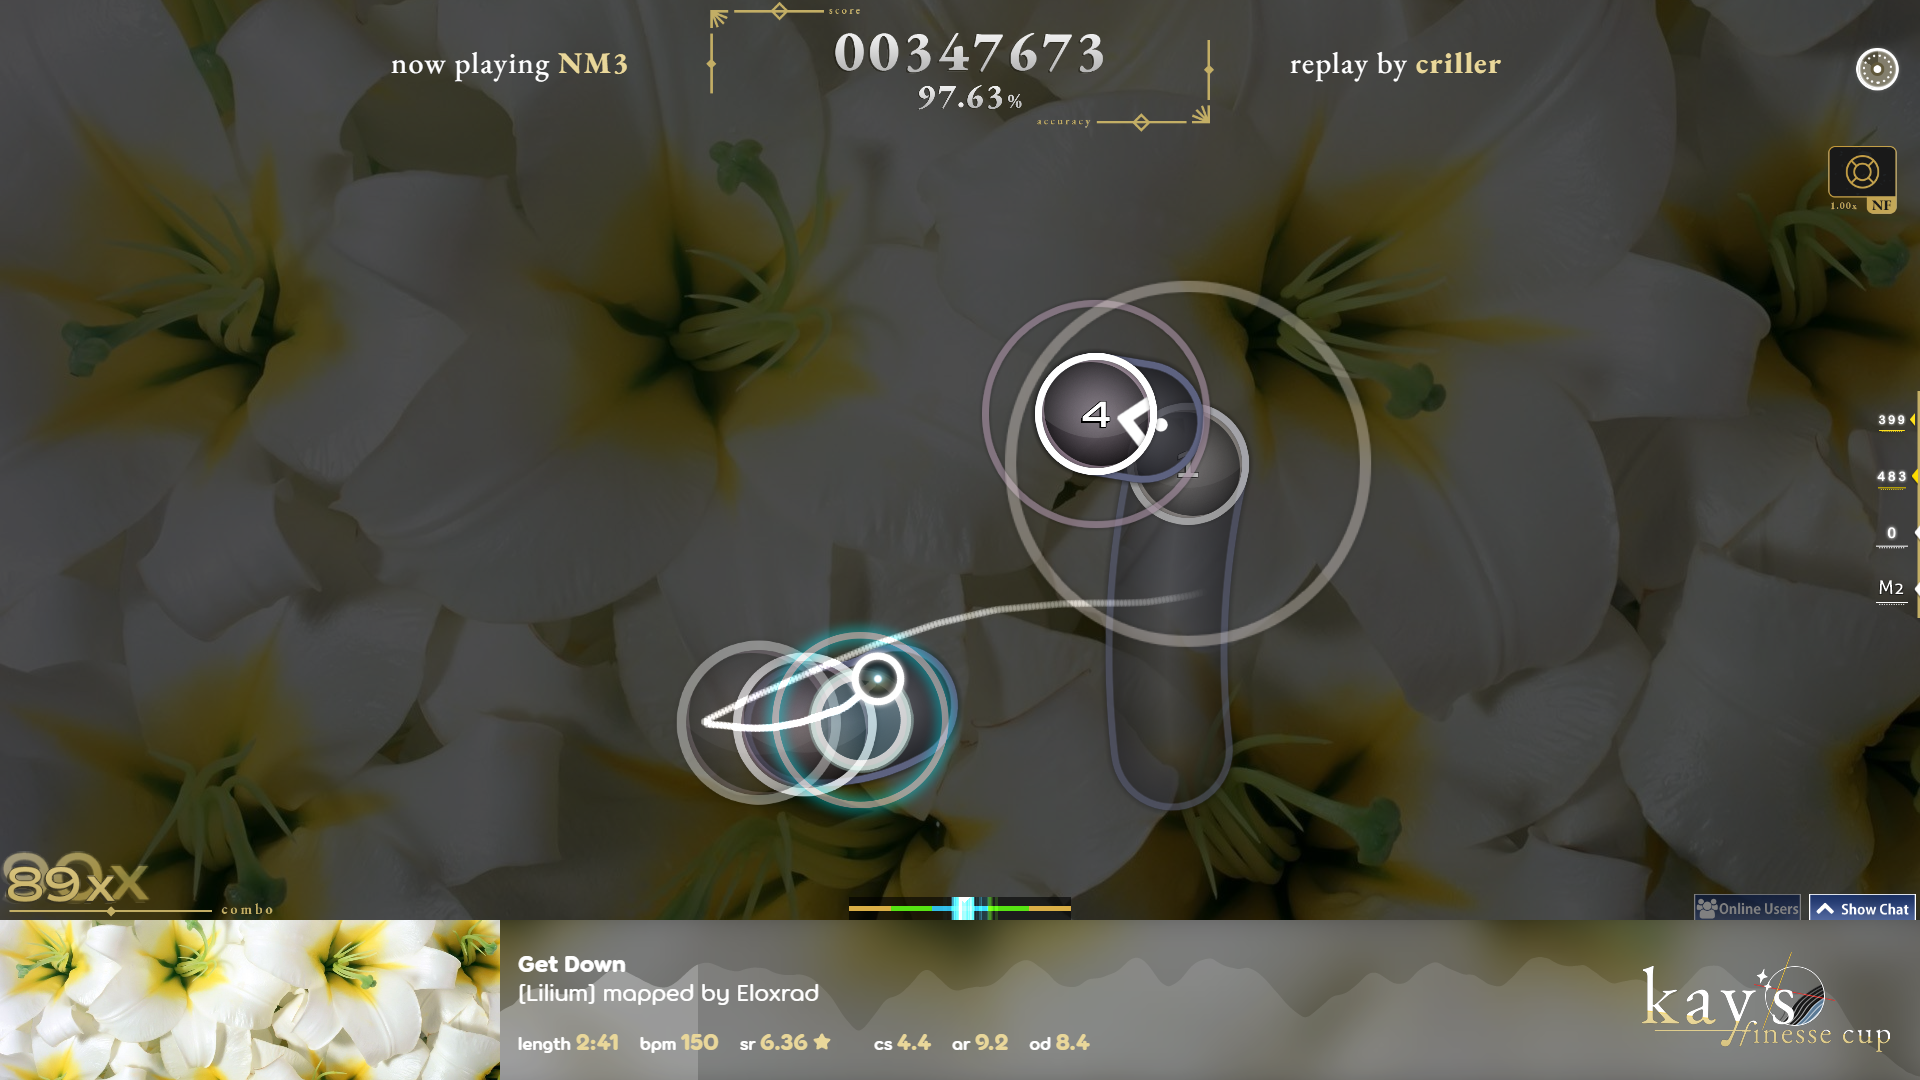 score
now playing NM3
00347673
97.63%
accuracy
replay by criller
1.00x NF
4
1
399
483
0
M2
89x
combo
Online Users
Show Chat
Get Down
[Lilium] mapped by Eloxrad
length 2:41 bpm 150 sr 6.36 cs 4.4 ar 9.2 od 8.4
kay's
finesse cup